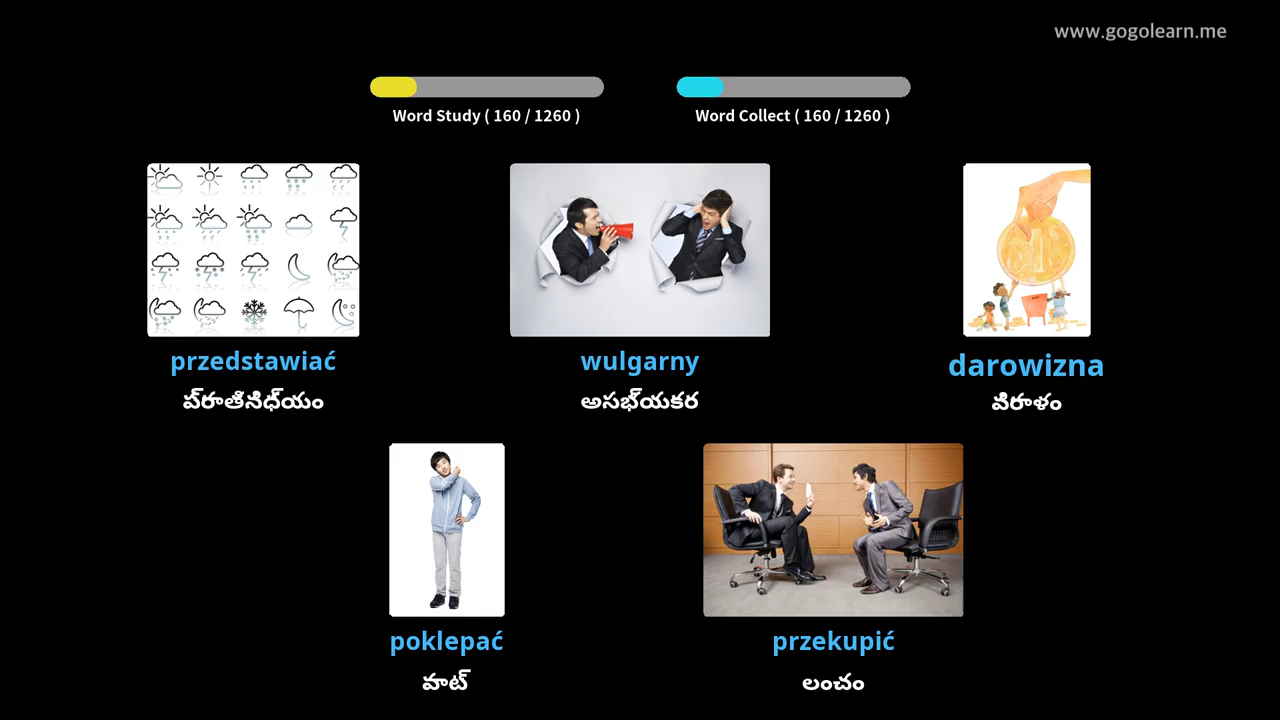 www.gogolearn.me
Word Study ( 160 / 1260 )
Word Collect ( 160 / 1260 )
przedstawiać
wulgarny
darowizna
ప్రాతినిధ్యం
అసభ్యకర
విరాళం
poklepać
przekupić
పాట్
లంచం